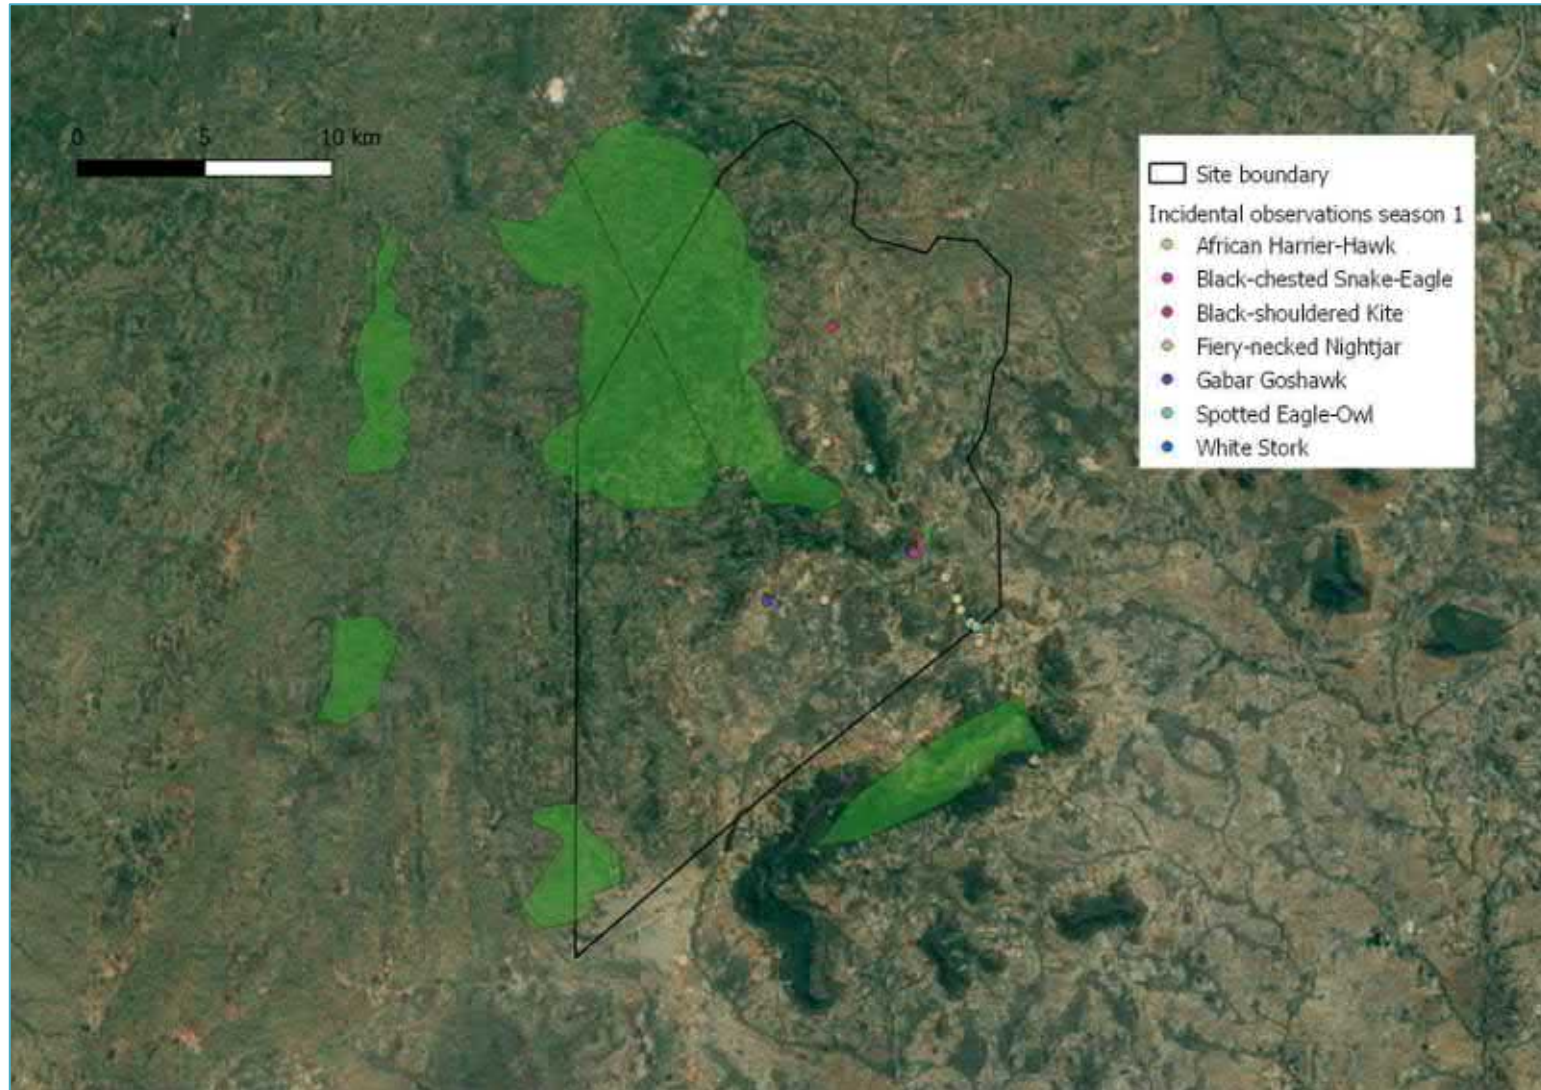 0 5 10 km
Site boundary
Incidental observations season 1
African Harrier-Hawk
Black-chested Snake-Eagle
Black-shouldered Kite
Fiery-necked Nightjar
Gabar Goshawk
Spotted Eagle-Owl
White Stork